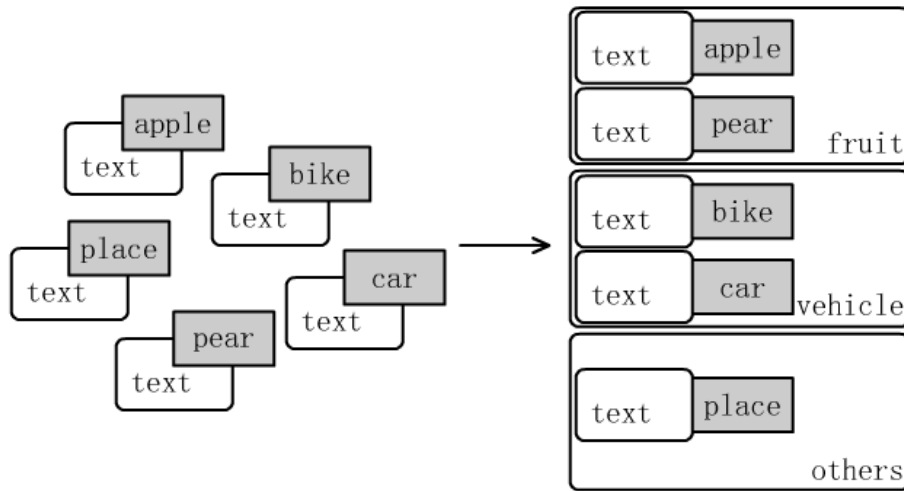 apple
text
bike
text
place
text
car
text
pear
text
text apple
text pear
fruit
text bike
text car
vehicle
text place
others